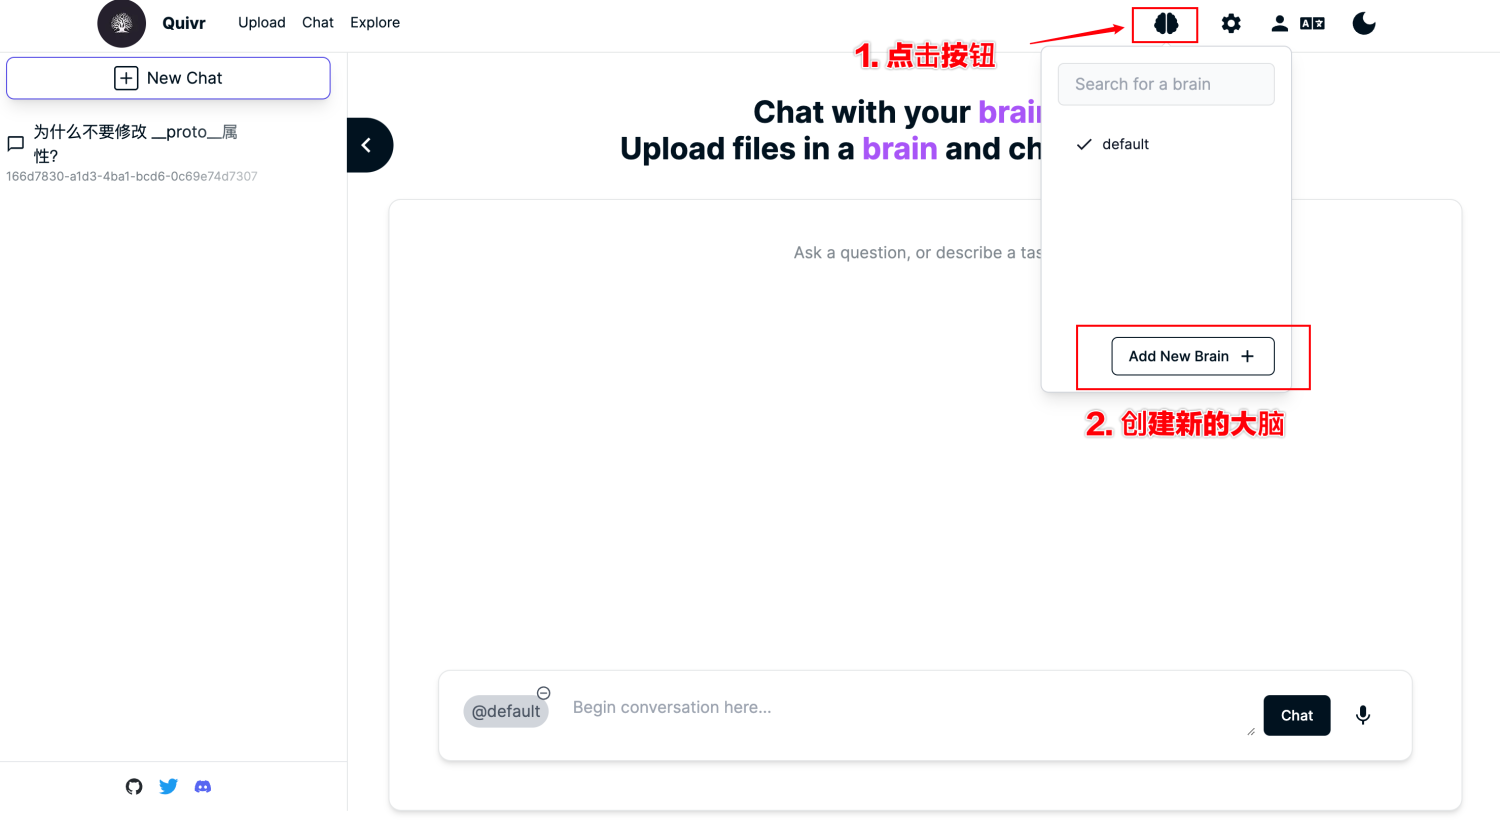 Quivr
Upload
Chat
Explore
1. 点击按钮
New Chat
为什么不要修改 __proto__属
性?
166d7830-a1d3-4ba1-bcd6-0c69e74d7307
Chat with your brain
Upload files in a brain and ch
Ask a question, or describe a tas
Search for a brain
default
Add New Brain
2. 创建新的大脑
@default
Begin conversation here...
Chat